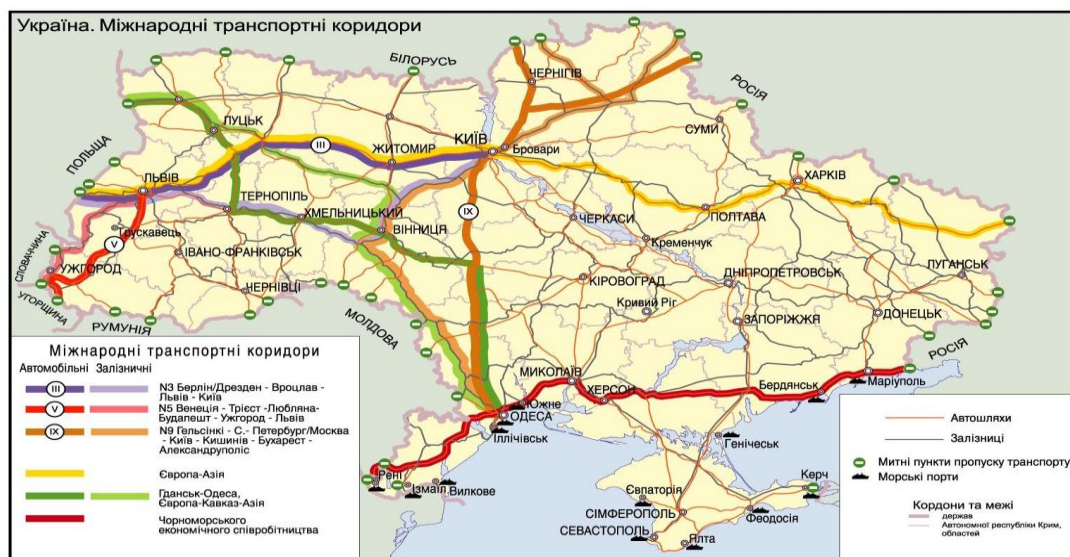 Україна. Міжнародні транспортні коридори
БІЛОРУСЬ
ЧЕРНІГІВ
РОСІЯ
ПОЛЬЩА
ЛУЦЬК
КИЇВ
СУМИ
III
ЖИТОМИР
Бровари
ЛЬВІВ
ХАРКІВ
ТЕРНОПІЛЬ
ХМЕЛЬНИЦЬКИЙ
IX
ПОЛТАВА
ЧЕРКАСИ
СЛОВАЧЧИНА
Трускавець
V
ВІННИЦЯ
Кременчук
УЖГОРОД
ІВАНО-ФРАНКІВСЬК
ЛУГАНСЬК
УГОРЩИНА
ЧЕРНІВЦІ
КІРОВОГРАД
ДНІПРОПЕТРОВСЬК
РУМУНІЯ
МОЛДОВА
Кривий Ріг
ЗАПОРІЖЖЯ
ДОНЕЦЬК
РОСІЯ
МИКОЛАЇВ
ХЕРСОН
Бердянськ
Маріуполь
Южне
ОДЕСА
Іллічівськ
Генічеськ
Рені
Ізмаїл
Вилкове
Керч
Євпаторія
СІМФЕРОПОЛЬ
Феодосія
СЕВАСТОПОЛЬ
Ялта
Міжнародні транспортні коридори
Автомобільні Залізничні
III N3 Берлін/Дрезден - Вроцлав -
Львів - Київ
V N5 Венеція - Трієст -Любляна-
Будапешт - Ужгород - Львів
IX N9 Гельсінкі - С.- Петербург/Москва
- Київ - Кишинів - Бухарест -
Александруполіс
Європа-Азія
Гданськ-Одеса,
Європа-Кавказ-Азія
Чорноморського
економічного співробітництва
Автошляхи
Залізниці
Митні пункти пропуску транспорту
Морські порти
Кордони та межі
держав
Автономної республіки Крим,
областей